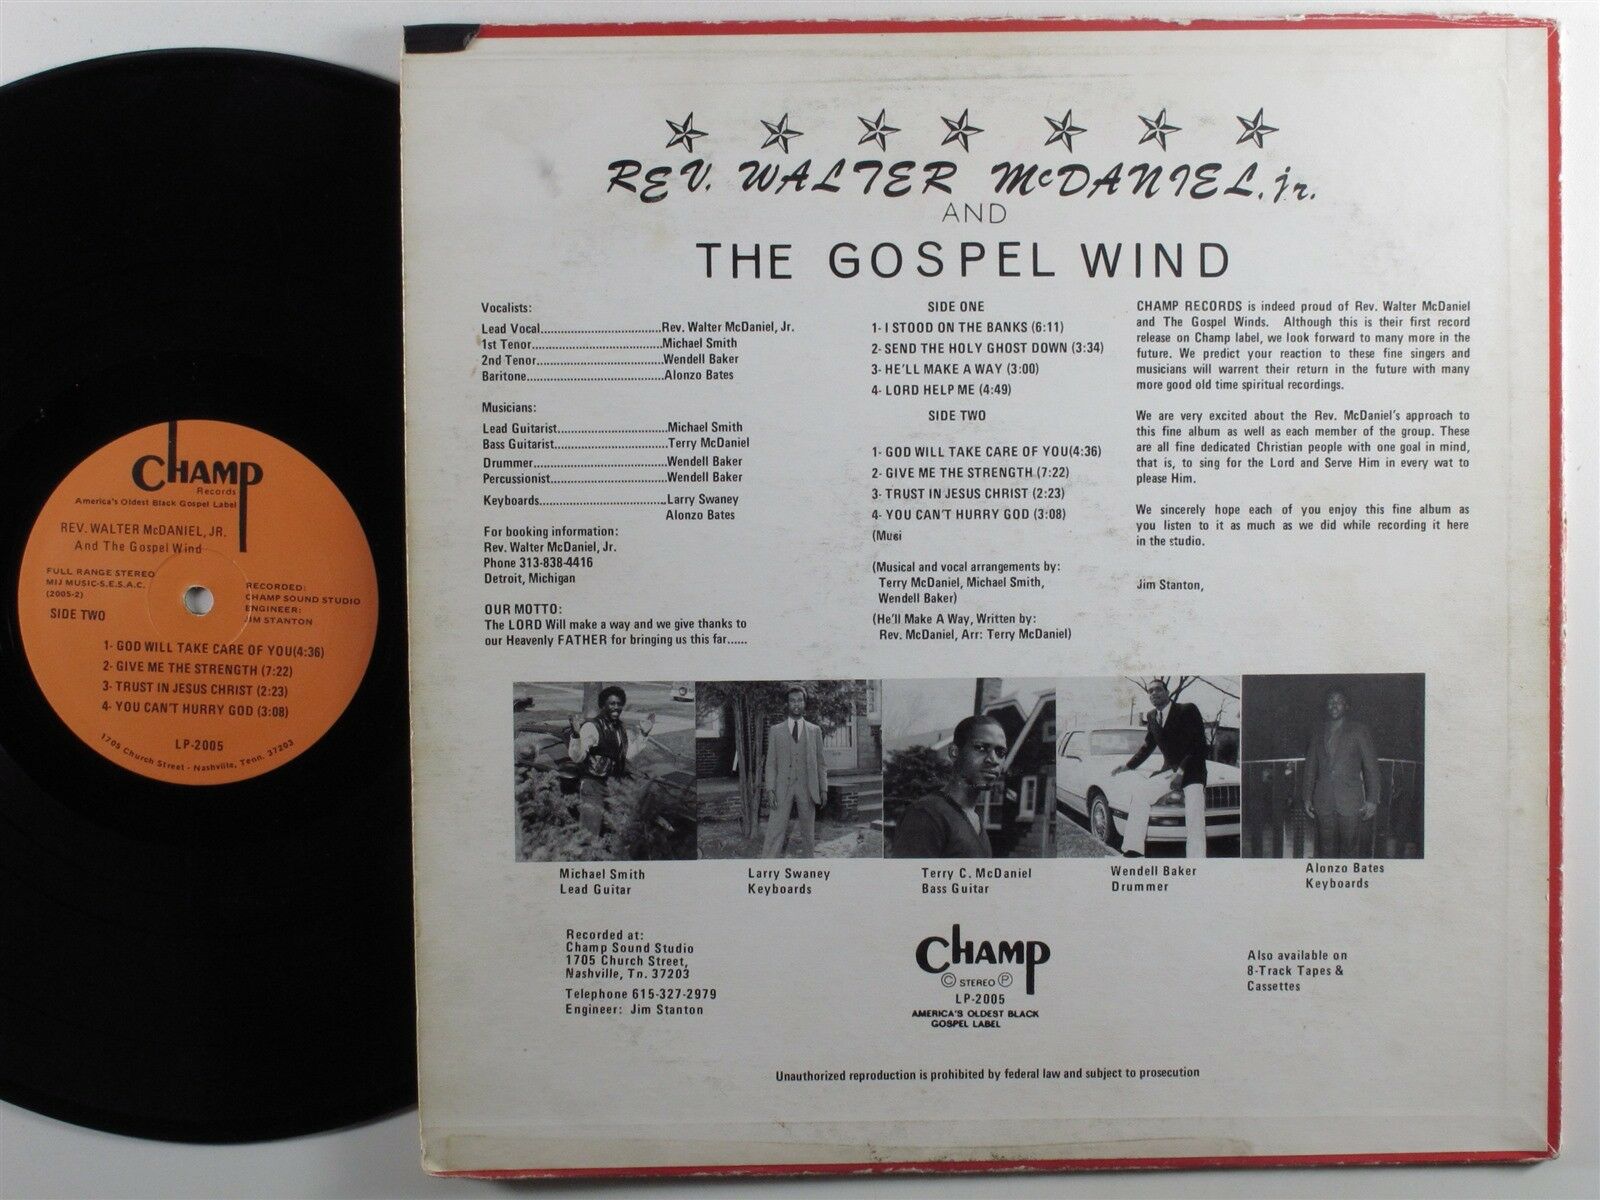 CHAMP
Records
America's Oldest Black Gospel Label
REV. WALTER McDANIEL, JR.
And The Gospel Wind
FULL RANGE STEREO
MIJ MUSIC-S.E.S.A.C.
(2005-2)
SIDE TWO
RECORDED:
CHAMP SOUND STUDIO
ENGINEER:
JIM STANTON
1- GOD WILL TAKE CARE OF YOU(4:36)
2- GIVE ME THE STRENGTH (7:22)
3- TRUST IN JESUS CHRIST (2:23)
4- YOU CAN'T HURRY GOD (3:08)
LP-2005
1705 Church Street - Nashville, Tenn. 37203
REV. WALTER McDANIEL, jr.
AND
THE GOSPEL WIND
Vocalists:
Lead Vocal....................................Rev. Walter McDaniel, Jr.
1st Tenor.......................................Michael Smith
2nd Tenor......................................Wendell Baker
Baritone.........................................Alonzo Bates
Musicians:
Lead Guitarist.................................Michael Smith
Bass Guitarist..................................Terry McDaniel
Drummer........................................Wendell Baker
Percussionist...................................Wendell Baker
Keyboards......................................Larry Swaney
Alonzo Bates
For booking information:
Rev. Walter McDaniel, Jr.
Phone 313-838-4416
Detroit, Michigan
OUR MOTTO:
The LORD Will make a way and we give thanks to
our Heavenly FATHER for bringing us this far......
SIDE ONE
1- I STOOD ON THE BANKS (6:11)
2- SEND THE HOLY GHOST DOWN (3:34)
3- HE'LL MAKE A WAY (3:00)
4- LORD HELP ME (4:49)
SIDE TWO
1- GOD WILL TAKE CARE OF YOU(4:36)
2- GIVE ME THE STRENGTH (7:22)
3- TRUST IN JESUS CHRIST (2:23)
4- YOU CAN'T HURRY GOD (3:08)
(Musi
(Musical and vocal arrangements by:
Terry McDaniel, Michael Smith,
Wendell Baker)
(He'll Make A Way, Written by:
Rev. McDaniel, Arr: Terry McDaniel)
CHAMP RECORDS is indeed proud of Rev. Walter McDaniel
and The Gospel Winds. Although this is their first record
release on Champ label, we look forward to many more in the
future. We predict your reaction to these fine singers and
musicians will warrent their return in the future with many
more good old time spiritual recordings.
We are very excited about the Rev. McDaniel's approach to
this fine album as well as each member of the group. These
are all fine dedicated Christian people with one goal in mind,
that is, to sing for the Lord and Serve Him in every wat to
please Him.
We sincerely hope each of you enjoy this fine album as
you listen to it as much as we did while recording it here
in the studio.
Jim Stanton,
Michael Smith
Lead Guitar
Larry Swaney
Keyboards
Terry C. McDaniel
Bass Guitar
Wendell Baker
Drummer
Alonzo Bates
Keyboards
Recorded at:
Champ Sound Studio
1705 Church Street,
Nashville, Tn. 37203
Telephone 615-327-2979
Engineer: Jim Stanton
CHAMP
© STEREO ℗
LP-2005
AMERICA'S OLDEST BLACK
GOSPEL LABEL
Also available on
8-Track Tapes &
Cassettes
Unauthorized reproduction is prohibited by federal law and subject to prosecution